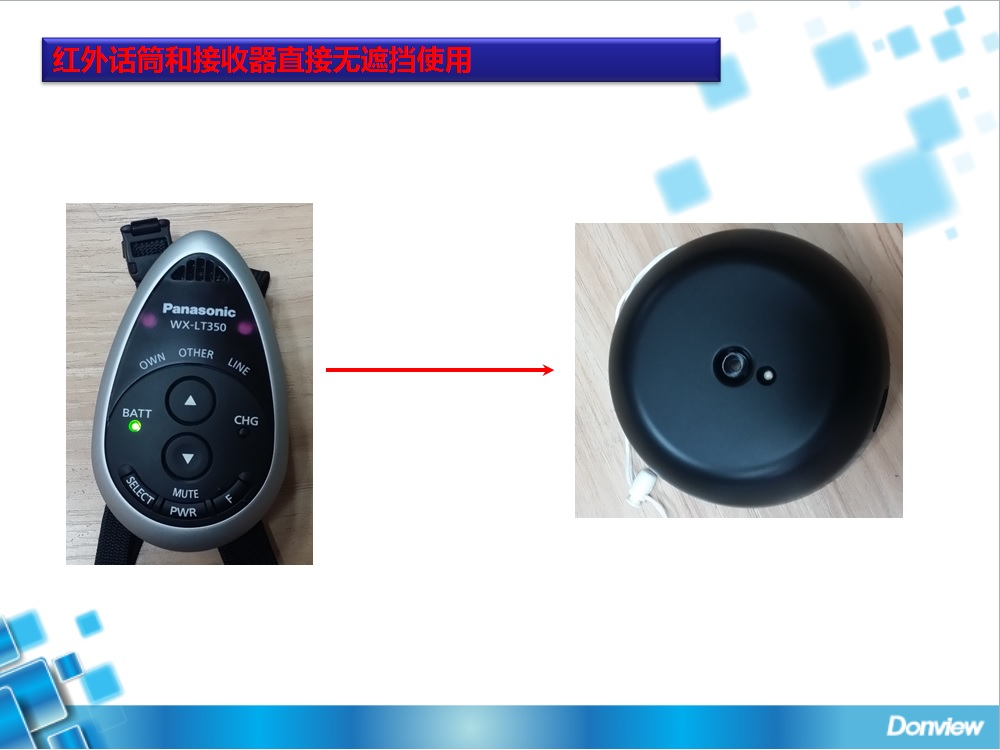 红外话筒和接收器直接无遮挡使用
Panasonic
WX-LT350
OWN OTHER LINE
BATT
CHG
▲
▼
SELECT MUTE F
PWR
Donview